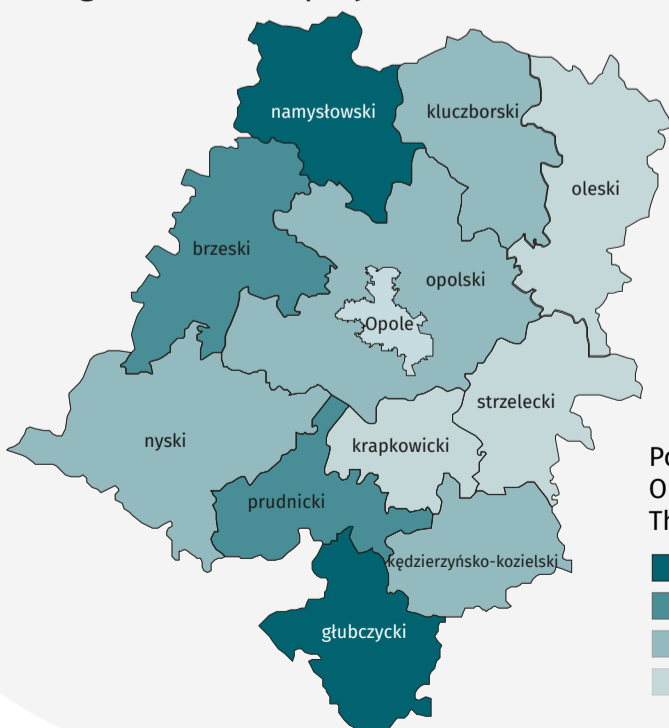 namysłowski
kluczborski
oleski
brzeski
opolski
Opole
strzelecki
nyski
krapkowicki
prudnicki
kędzierzyńsko-kozielski
głubczycki